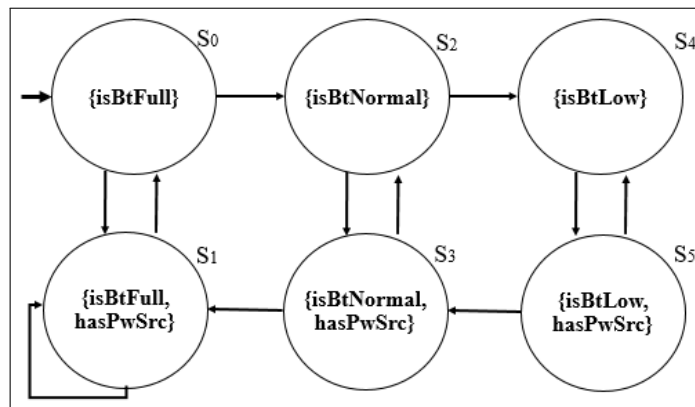 S0
S2
S4
{isBtFull}
{isBtNormal}
{isBtLow}
S1
S3
S5
{isBtFull,
hasPwSrc}
{isBtNormal,
hasPwSrc}
{isBtLow,
hasPwSrc}